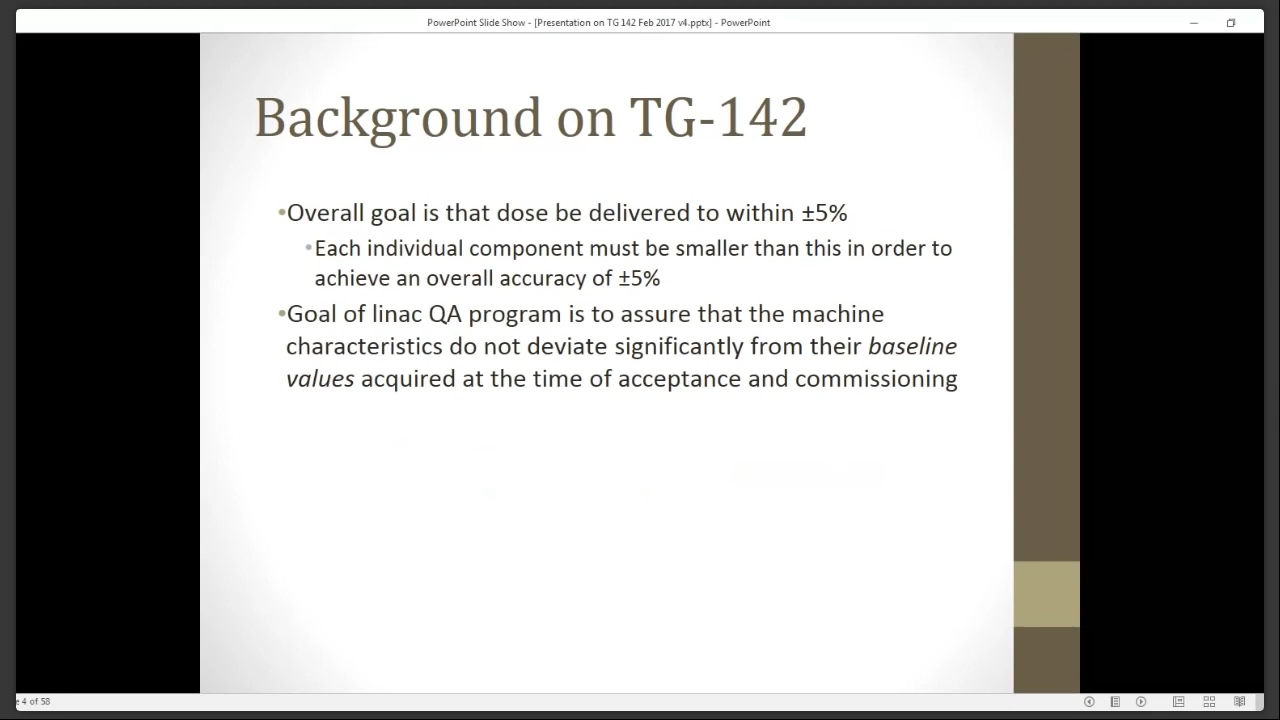 PowerPoint Slide Show - [Presentation on TG 142 Feb 2017 v4.pptx] - PowerPoint
Background on TG-142
•Overall goal is that dose be delivered to within ±5%
•Each individual component must be smaller than this in order to
achieve an overall accuracy of ±5%
•Goal of linac QA program is to assure that the machine
characteristics do not deviate significantly from their baseline
values acquired at the time of acceptance and commissioning
e 4 of 58